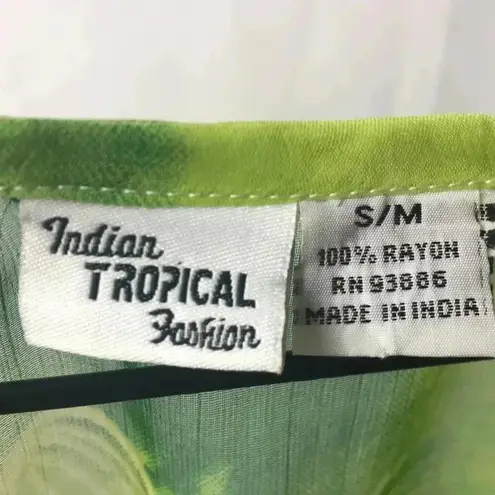 Indian
TROPICAL
Fashion
S/M
100% RAYON
RN 93886
MADE IN INDIA